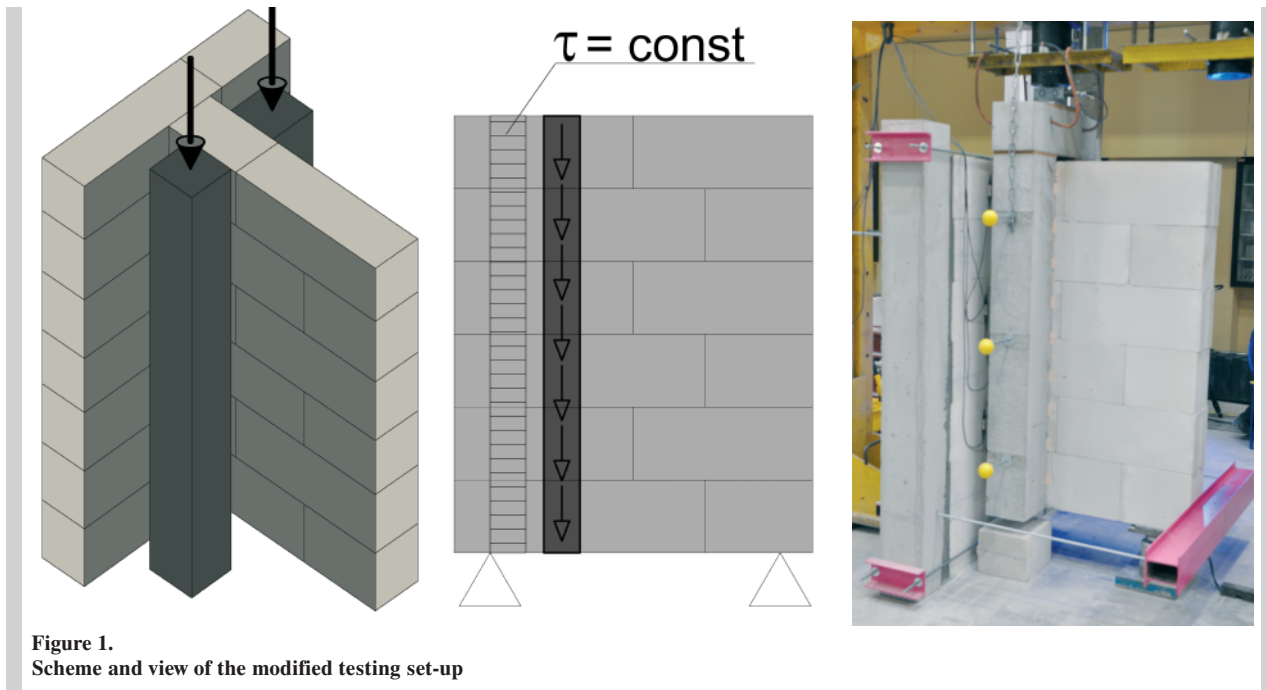 τ = const
Figure 1.
Scheme and view of the modified testing set-up